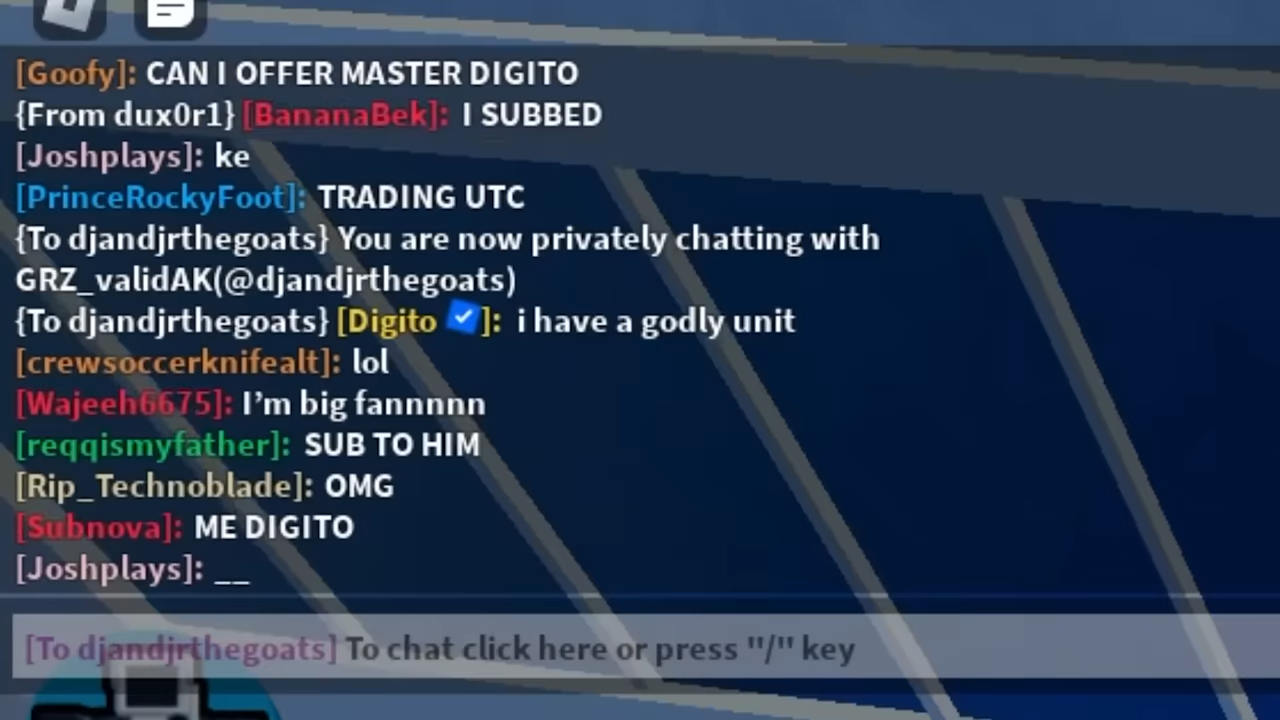 [Goofy]: CAN I OFFER MASTER DIGITO
{From dux0r1} [BananaBek]: I SUBBED
[Joshplays]: ke
[PrinceRockyFoot]: TRADING UTC
{To djandjrthegoats} You are now privately chatting with
GRZ_validAK(@djandjrthegoats)
{To djandjrthegoats} [Digito ☑]: i have a godly unit
[crewsoccerknifealt]: lol
[Wajeeh6675]: I’m big fannnnn
[reqqismyfather]: SUB TO HIM
[Rip_Technoblade]: OMG
[Subnova]: ME DIGITO
[Joshplays]: __
[To djandjrthegoats] To chat click here or press "/" key